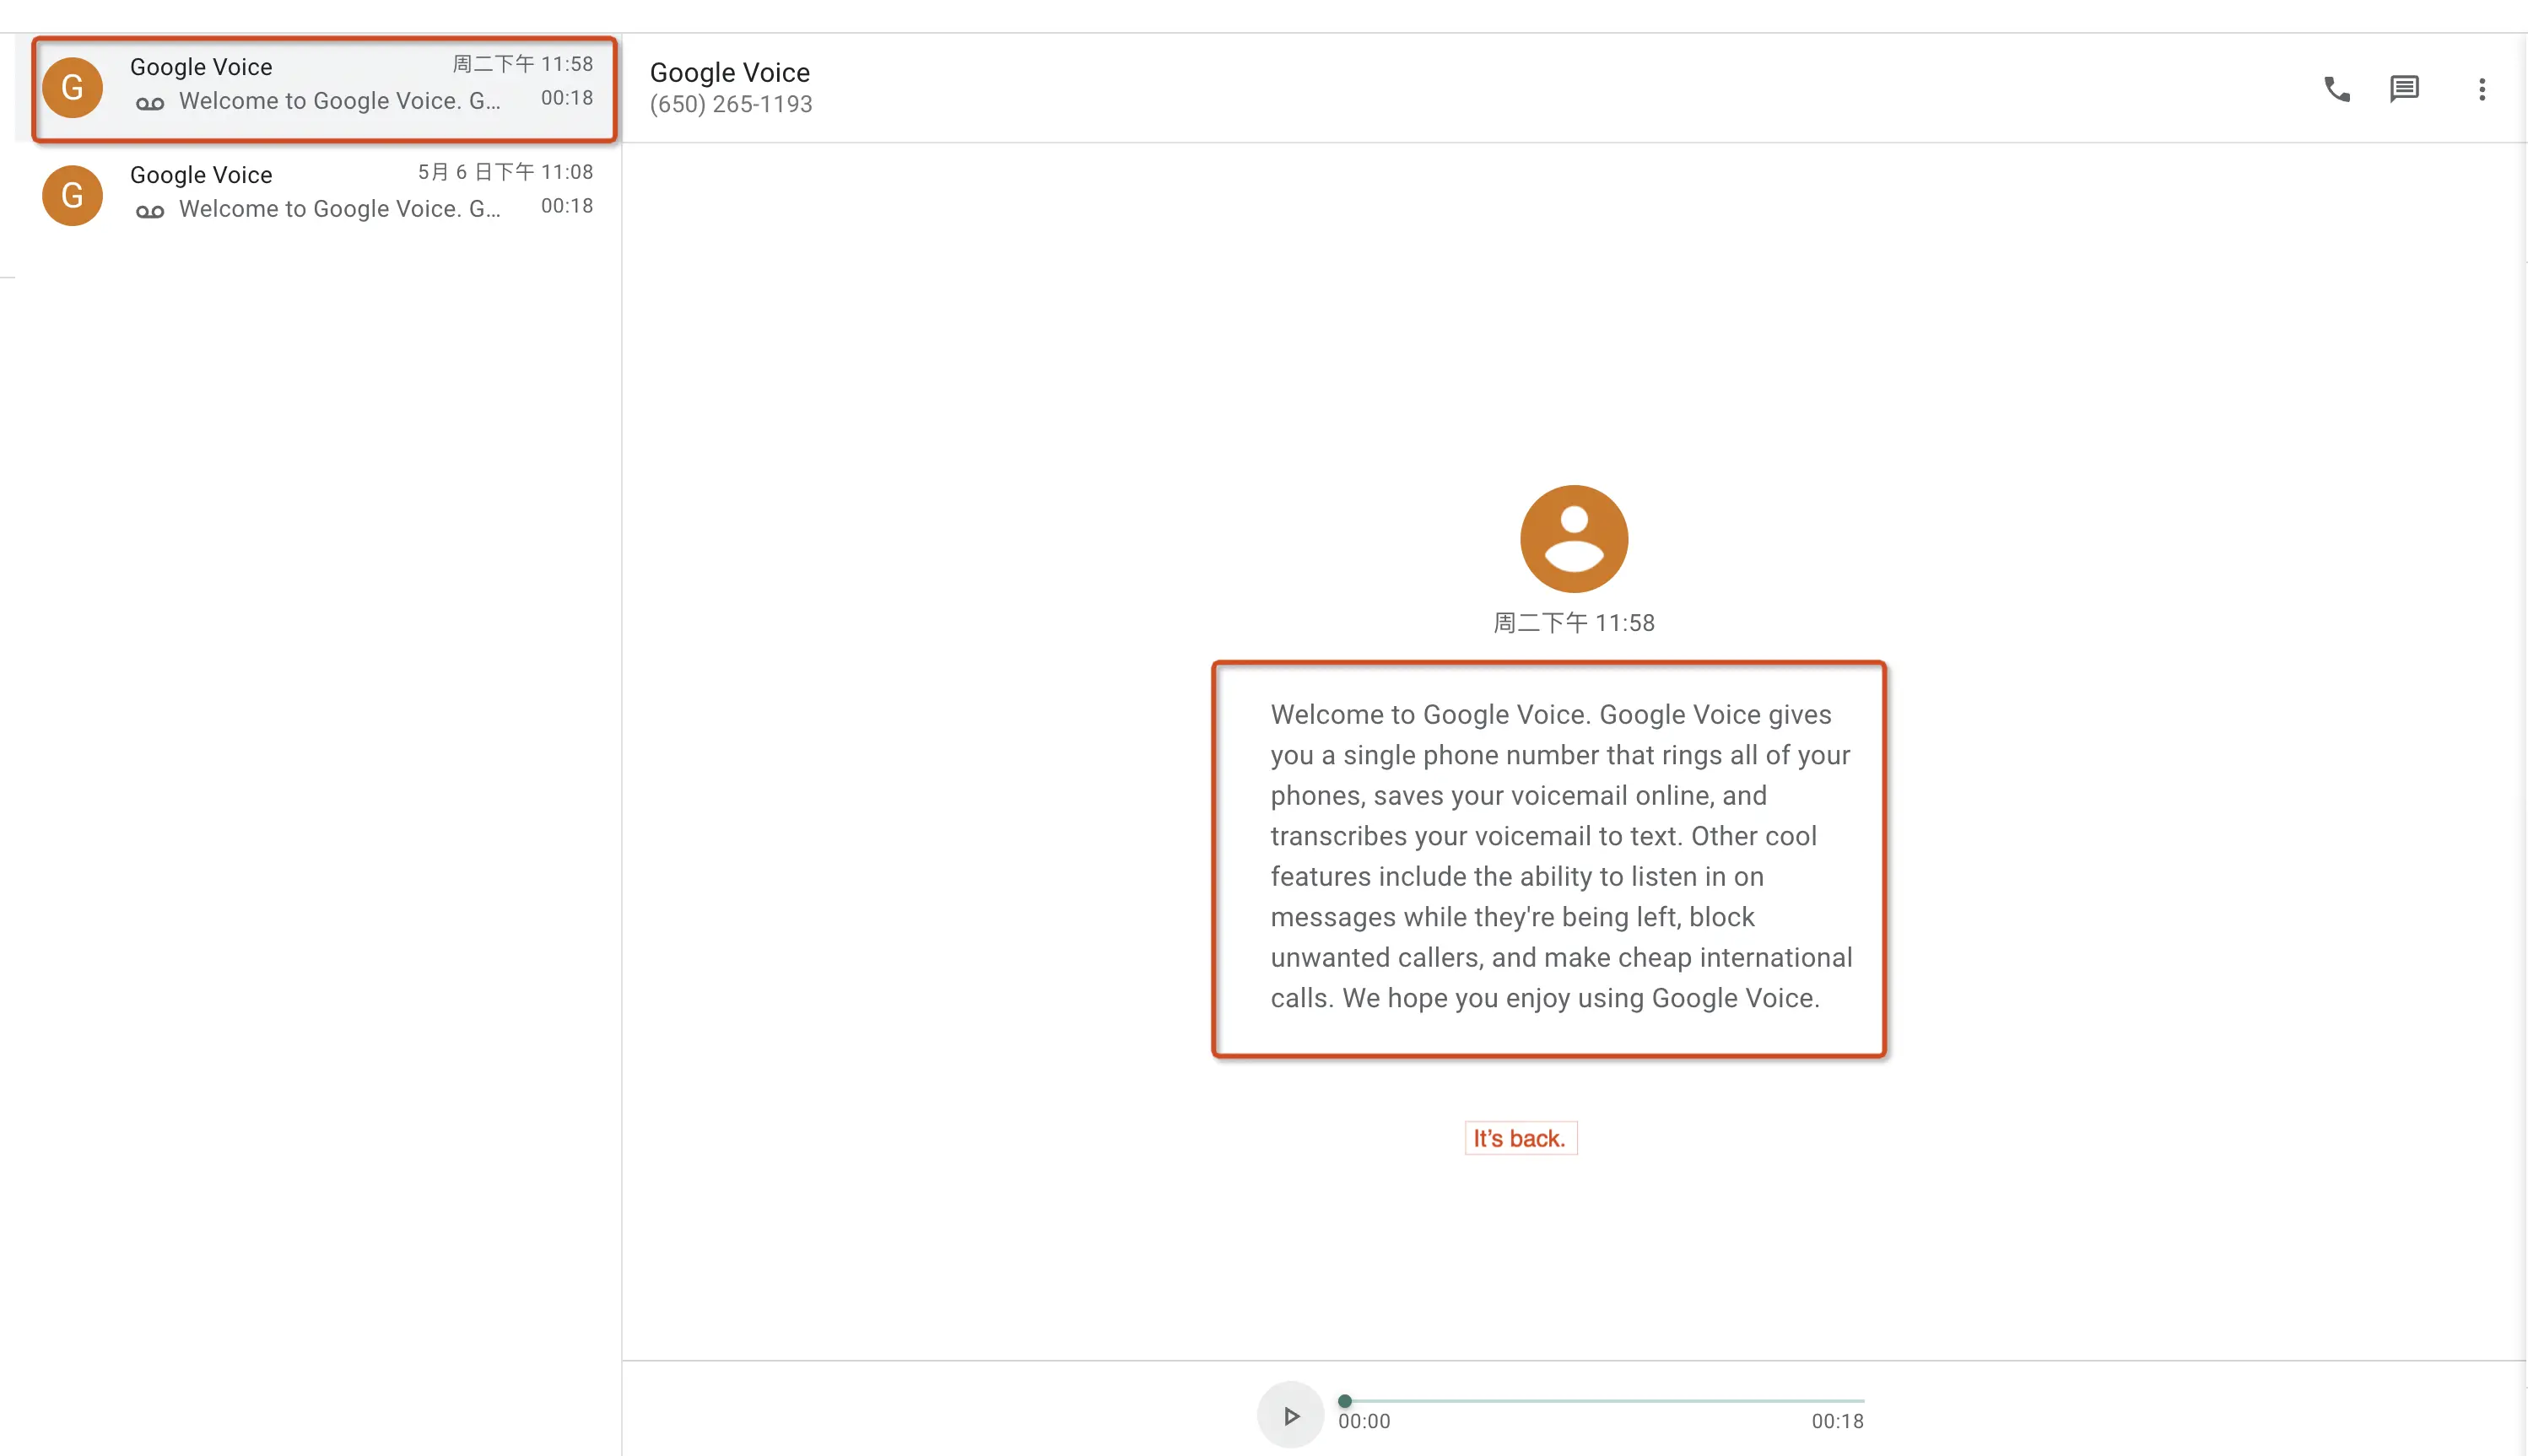 G
Google Voice
周二下午 11:58
Welcome to Google Voice. G...
00:18
G
Google Voice
5月 6 日下午 11:08
Welcome to Google Voice. G...
00:18
Google Voice
(650) 265-1193
周二下午 11:58
Welcome to Google Voice. Google Voice gives
you a single phone number that rings all of your
phones, saves your voicemail online, and
transcribes your voicemail to text. Other cool
features include the ability to listen in on
messages while they're being left, block
unwanted callers, and make cheap international
calls. We hope you enjoy using Google Voice.
It's back.
00:00
00:18